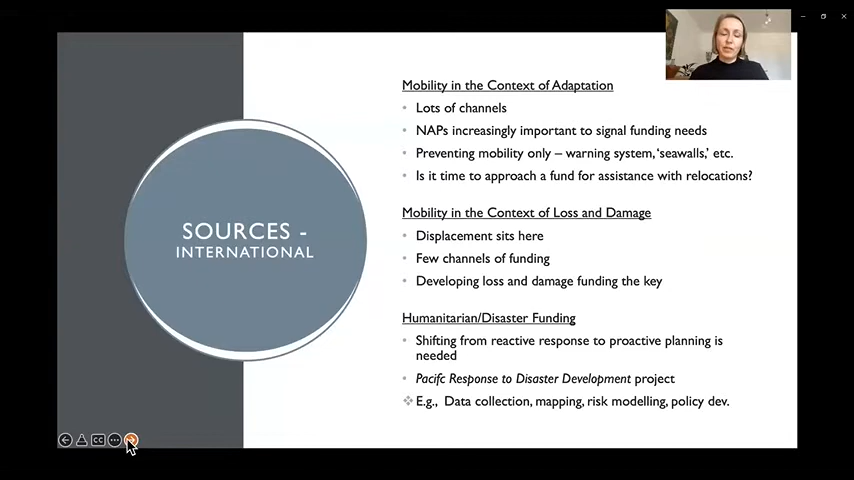 SOURCES -
INTERNATIONAL
Mobility in the Context of Adaptation
• Lots of channels
• NAPs increasingly important to signal funding needs
• Preventing mobility only – warning system, ‘seawalls,’ etc.
• Is it time to approach a fund for assistance with relocations?
Mobility in the Context of Loss and Damage
• Displacement sits here
• Few channels of funding
• Developing loss and damage funding the key
Humanitarian/Disaster Funding
• Shifting from reactive response to proactive planning is
needed
• Pacifc Response to Disaster Development project
❖ E.g., Data collection, mapping, risk modelling, policy dev.
CC